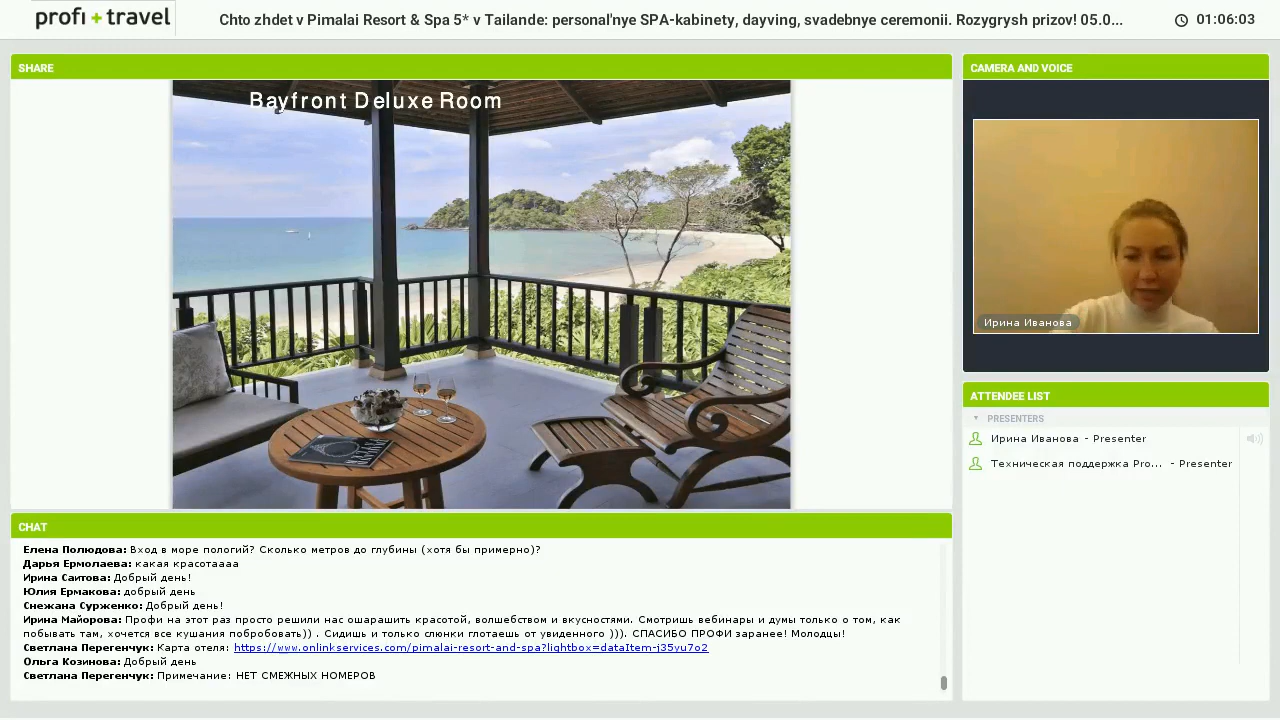 profi + travel
Chto zhdet v Pimalai Resort & Spa 5* v Tailande: personal'nye SPA-kabinety, dayving, svadebnye ceremonii. Rozygrysh prizov! 05.0...
01:06:03
SHARE
Bayfront Deluxe Room
CAMERA AND VOICE
Ирина Иванова
ATTENDEE LIST
PRESENTERS
Ирина Иванова - Presenter
Техническая поддержка Pro... - Presenter
CHAT
Елена Полюдова: Вход в море пологий? Сколько метров до глубины (хотя бы примерно)?
Дарья Ермолаева: какая красотаааа
Ирина Саитова: Добрый день!
Юлия Ермакова: добрый день
Снежана Сурженко: Добрый день!
Ирина Майорова: Профи на этот раз просто решили нас ошарашить красотой, волшебством и вкусностями. Смотришь вебинары и думы только о том, как
побывать там, хочется все кушания побробовать)) . Сидишь и только слюнки глотаешь от увиденного ))). СПАСИБО ПРОФИ заранее! Молодцы!
Светлана Перегенчук: Карта отеля: https://www.onlinkservices.com/pimalai-resort-and-spa?lightbox=dataItem-j35yu7o2
Ольга Козинова: Добрый день
Светлана Перегенчук: Примечание: НЕТ СМЕЖНЫХ НОМЕРОВ